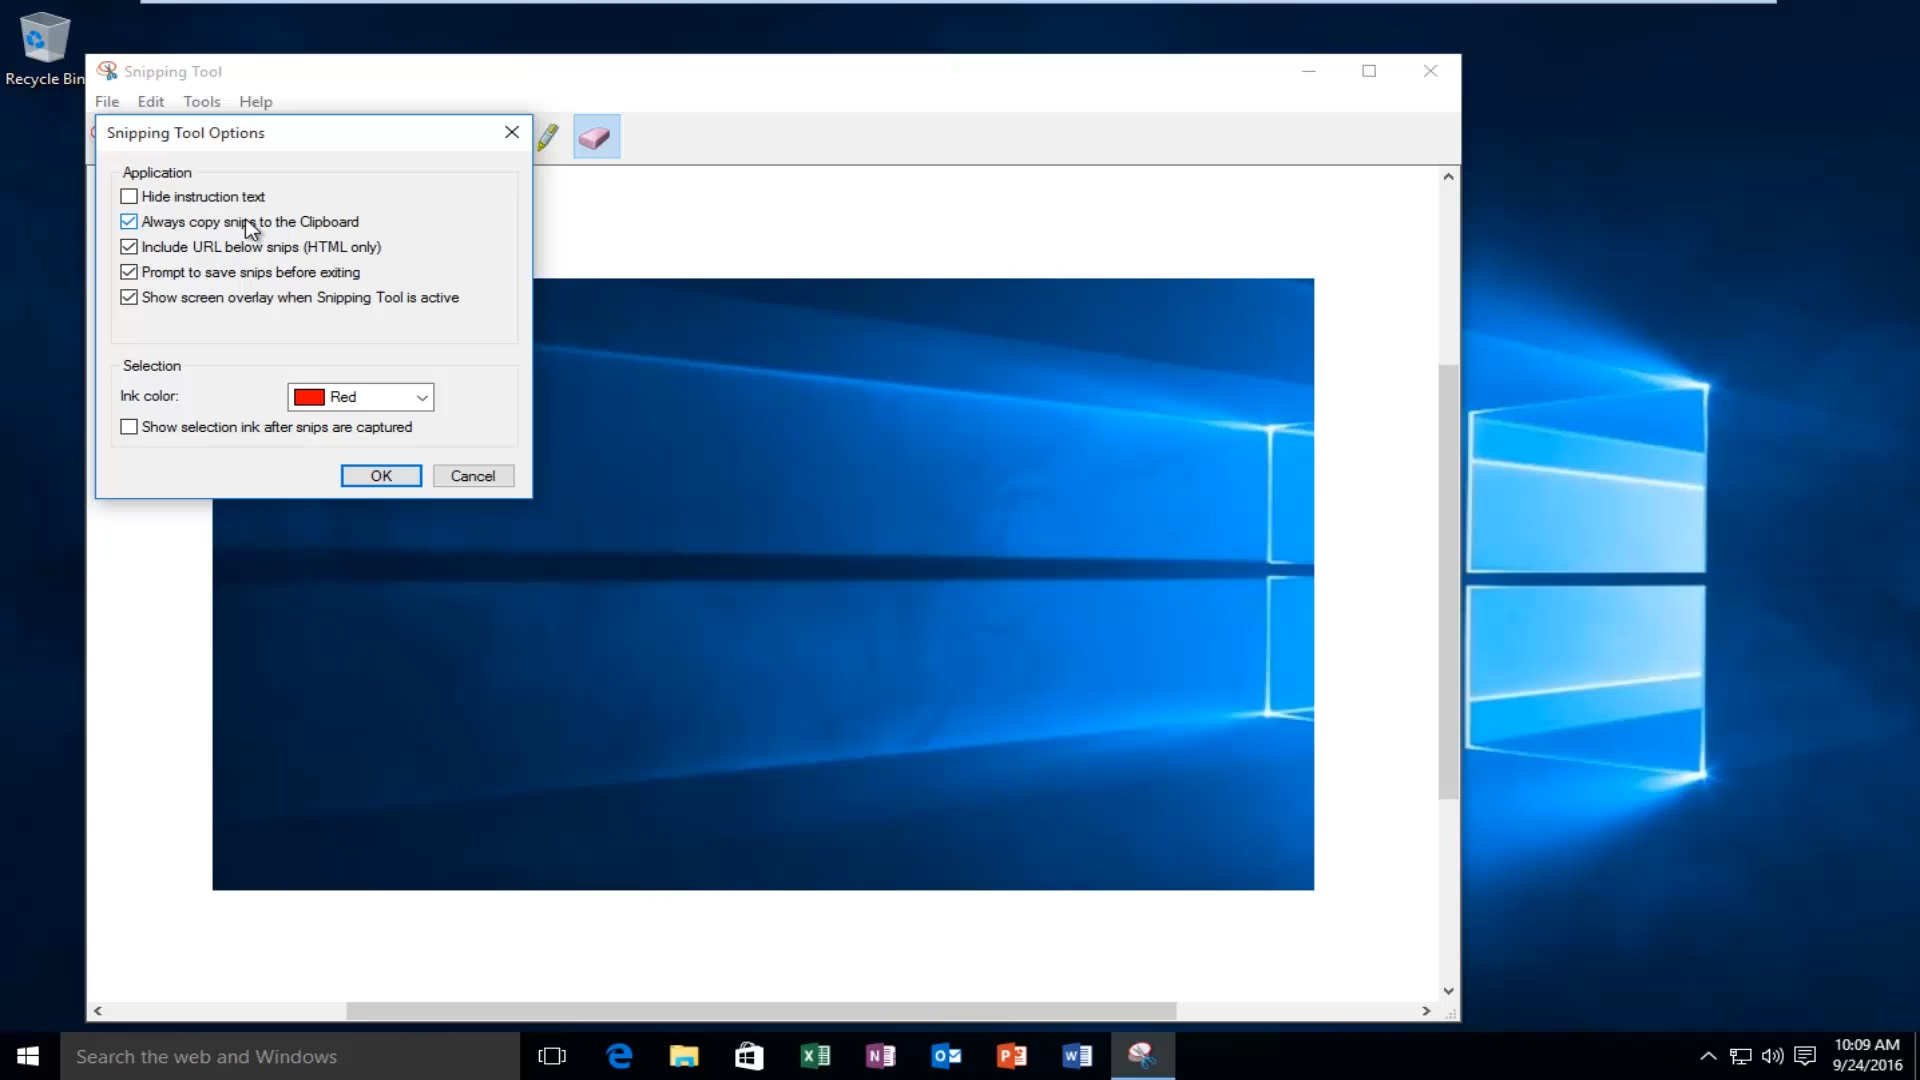 Recycle Bin
Snipping Tool
File Edit Tools Help
Snipping Tool Options
Application
Hide instruction text
Always copy snips to the Clipboard
Include URL below snips (HTML only)
Prompt to save snips before exiting
Show screen overlay when Snipping Tool is active
Selection
Ink color: Red
Show selection ink after snips are captured
OK Cancel
Search the web and Windows
10:09 AM
9/24/2016